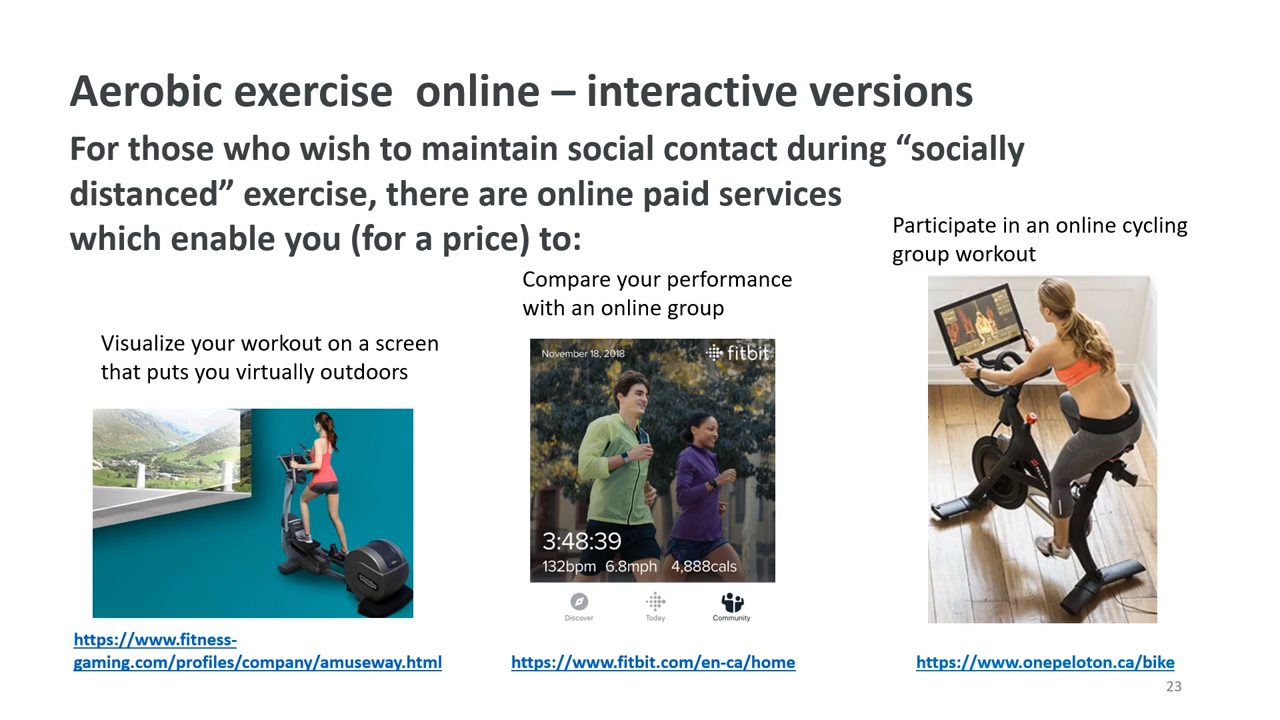 Aerobic exercise  online – interactive versions
For those who wish to maintain social contact during “socially
distanced” exercise, there are online paid services
which enable you (for a price) to:
Visualize your workout on a screen
that puts you virtually outdoors
https://www.fitness-
gaming.com/profiles/company/amuseway.html
Compare your performance
with an online group
November 18, 2018
fitbit
3:48:39
132bpm 6.8mph 4,888cals
Discover Today Community
https://www.fitbit.com/en-ca/home
Participate in an online cycling
group workout
https://www.onepeloton.ca/bike
23